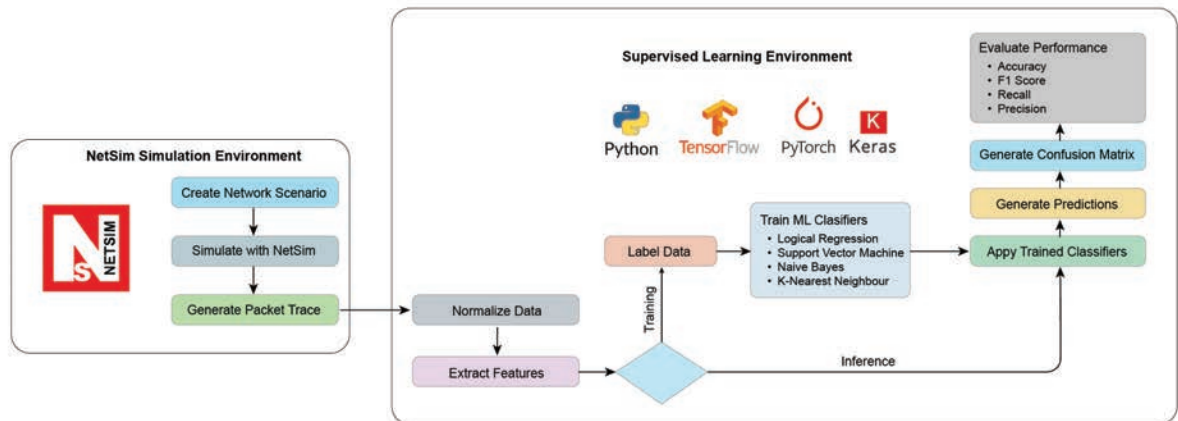 NetSim Simulation Environment
NETSIM
Ns
Create Network Scenario
Simulate with NetSim
Generate Packet Trace
Supervised Learning Environment
Python
TensorFlow
PyTorch
K
Keras
Normalize Data
Extract Features
Training
Inference
Label Data
Train ML Clasifiers
• Logical Regression
• Support Vector Machine
• Naive Bayes
• K-Nearest Neighbour
Appy Trained Classifiers
Generate Predictions
Generate Confusion Matrix
Evaluate Performance
• Accuracy
• F1 Score
• Recall
• Precision